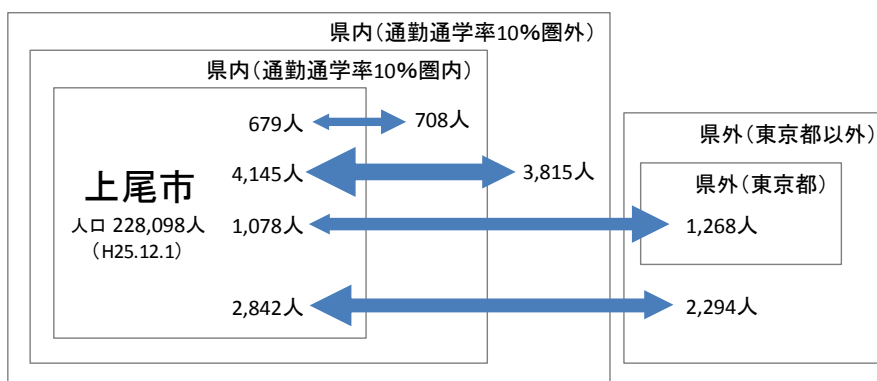 県内（通勤通学率10％圏外）
県内（通勤通学率10％圏内）
県外（東京都以外）
県外（東京都）
上尾市
人口 228,098人
（H25.12.1）
679人
708人
4,145人
3,815人
1,078人
1,268人
2,842人
2,294人